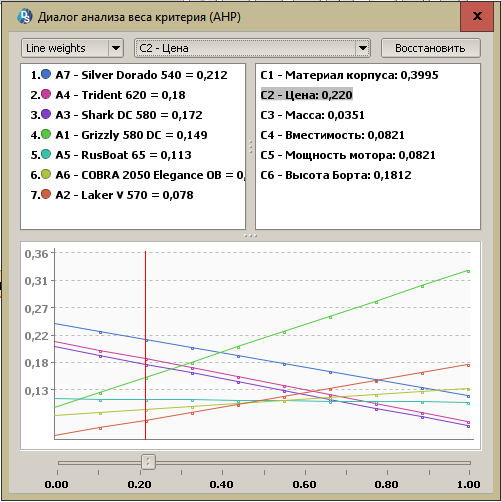 Диалог анализа веса критерия (AHP)
Line weights
C2 - Цена
Восстановить
1. A7 - Silver Dorado 540 = 0,212
2. A4 - Trident 620 = 0,18
3. A3 - Shark DC 580 = 0,172
4. A1 - Grizzly 580 DC = 0,149
5. A5 - RusBoat 65 = 0,113
6. A6 - COBRA 2050 Elegance OB = 0,
7. A2 - Laker V 570 = 0,078
C1 - Материал корпуса: 0,3995
C2 - Цена: 0,220
C3 - Масса: 0,0351
C4 - Вместимость: 0,0821
C5 - Мощность мотора: 0,0821
C6 - Высота Борта: 0,1812
0,36
0,31
0,27
0,22
0,18
0,13
0.00 0.20 0.40 0.60 0.80 1.00